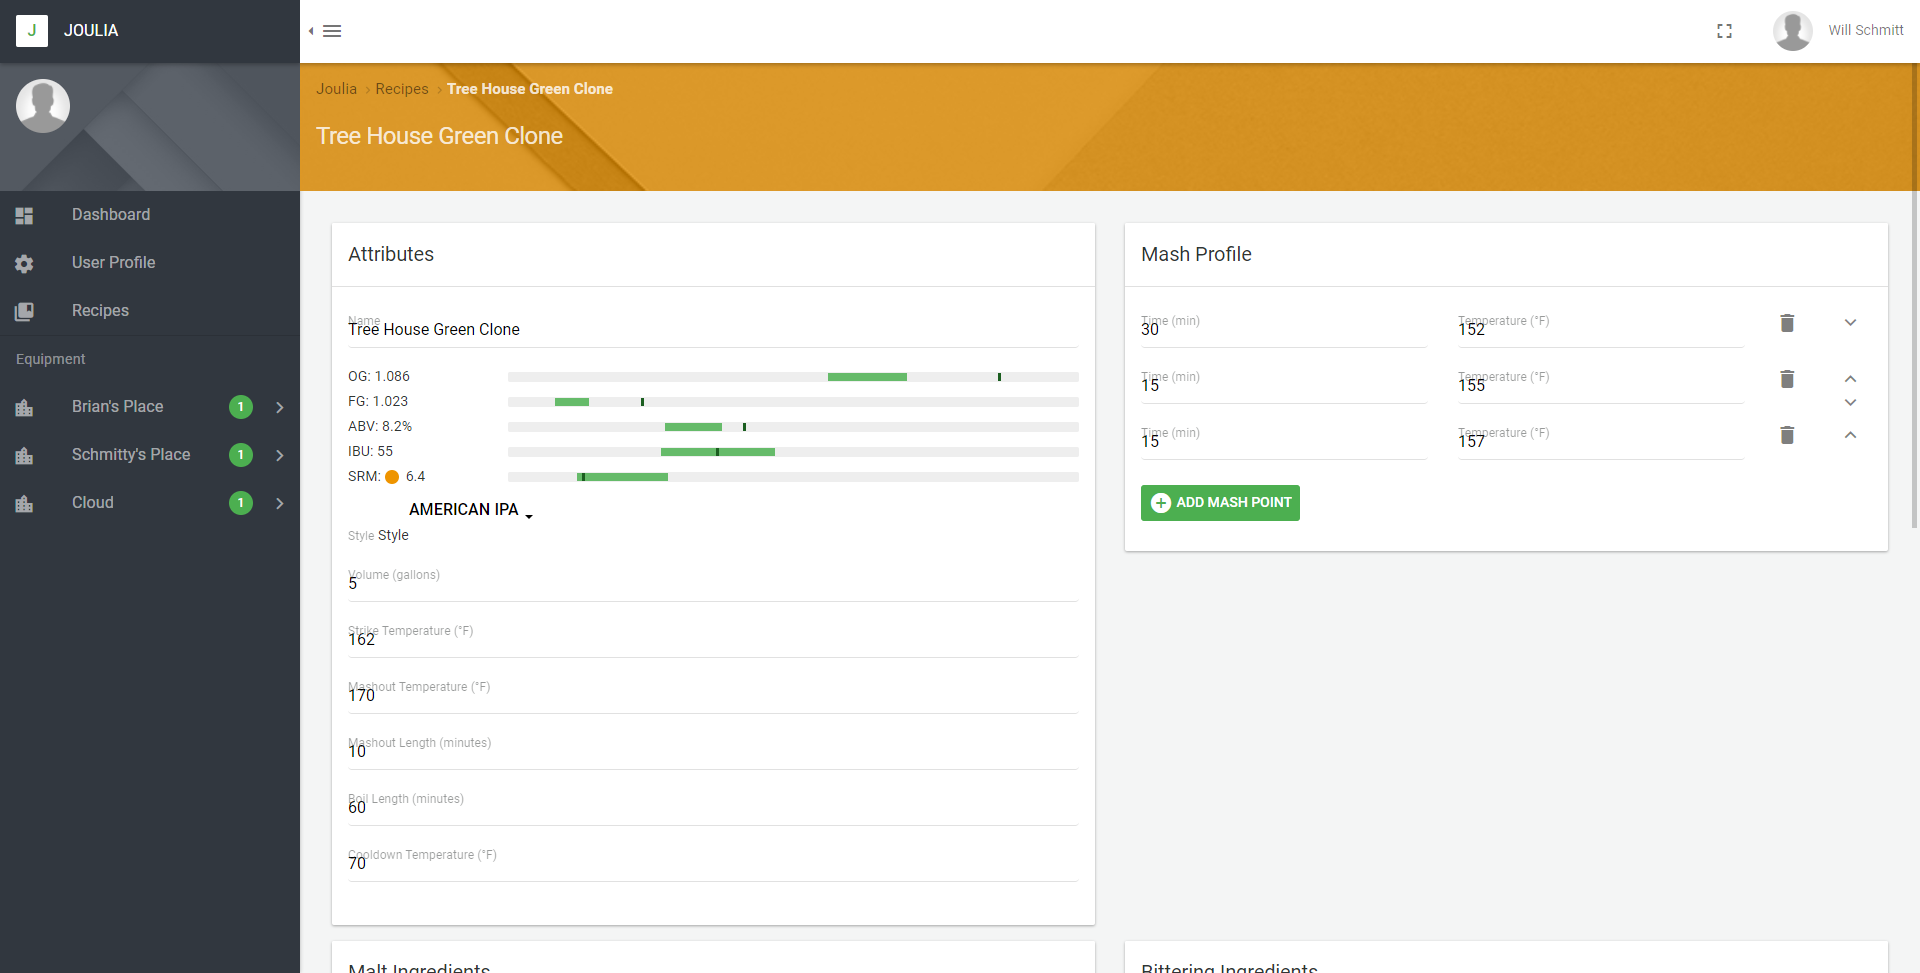 J JOULIA
Will Schmitt
Joulia › Recipes › Tree House Green Clone
Tree House Green Clone
Dashboard
User Profile
Recipes
Equipment
Brian's Place 1
Schmitty's Place 1
Cloud 1
Attributes
Name
Tree House Green Clone
OG: 1.086
FG: 1.023
ABV: 8.2%
IBU: 55
SRM: 6.4
AMERICAN IPA
Style Style
Volume (gallons)
5
Strike Temperature (°F)
162
Mashout Temperature (°F)
170
Mashout Length (minutes)
10
Boil Length (minutes)
60
Cooldown Temperature (°F)
70
Mash Profile
Time (min) Temperature (°F)
30 152
Time (min) Temperature (°F)
15 155
Time (min) Temperature (°F)
15 157
ADD MASH POINT
Malt Ingredients
Bittering Ingredients